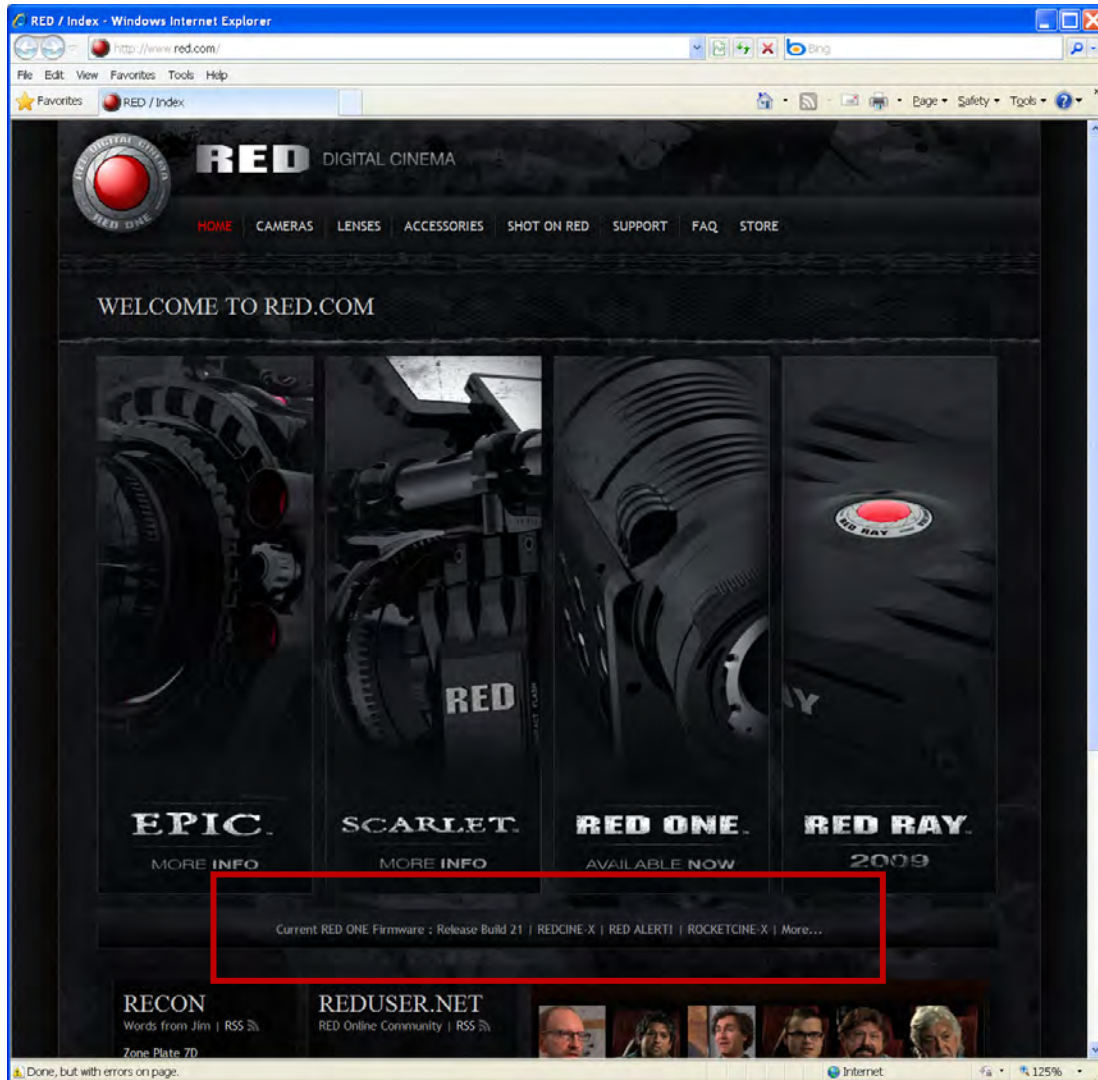 RED / Index - Windows Internet Explorer
http://www.red.com/
Bing
File Edit View Favorites Tools Help
Favorites RED / Index Page Safety Tools
RED DIGITAL CINEMA
RED ONE
RED DIGITAL CINEMA
HOME CAMERAS LENSES ACCESSORIES SHOT ON RED SUPPORT FAQ STORE
WELCOME TO RED.COM
RED
RED RAY
EPIC™ SCARLET™ RED ONE™ RED RAY™
MORE INFO MORE INFO AVAILABLE NOW 2009
Current RED ONE Firmware : Release Build 21 | REDCINE-X | RED ALERT! | ROCKETCINE-X | More...
RECON REDUSER.NET
Words from Jim | RSS RED Online Community | RSS
Zone Plate 7D
Done, but with errors on page. Internet 125%